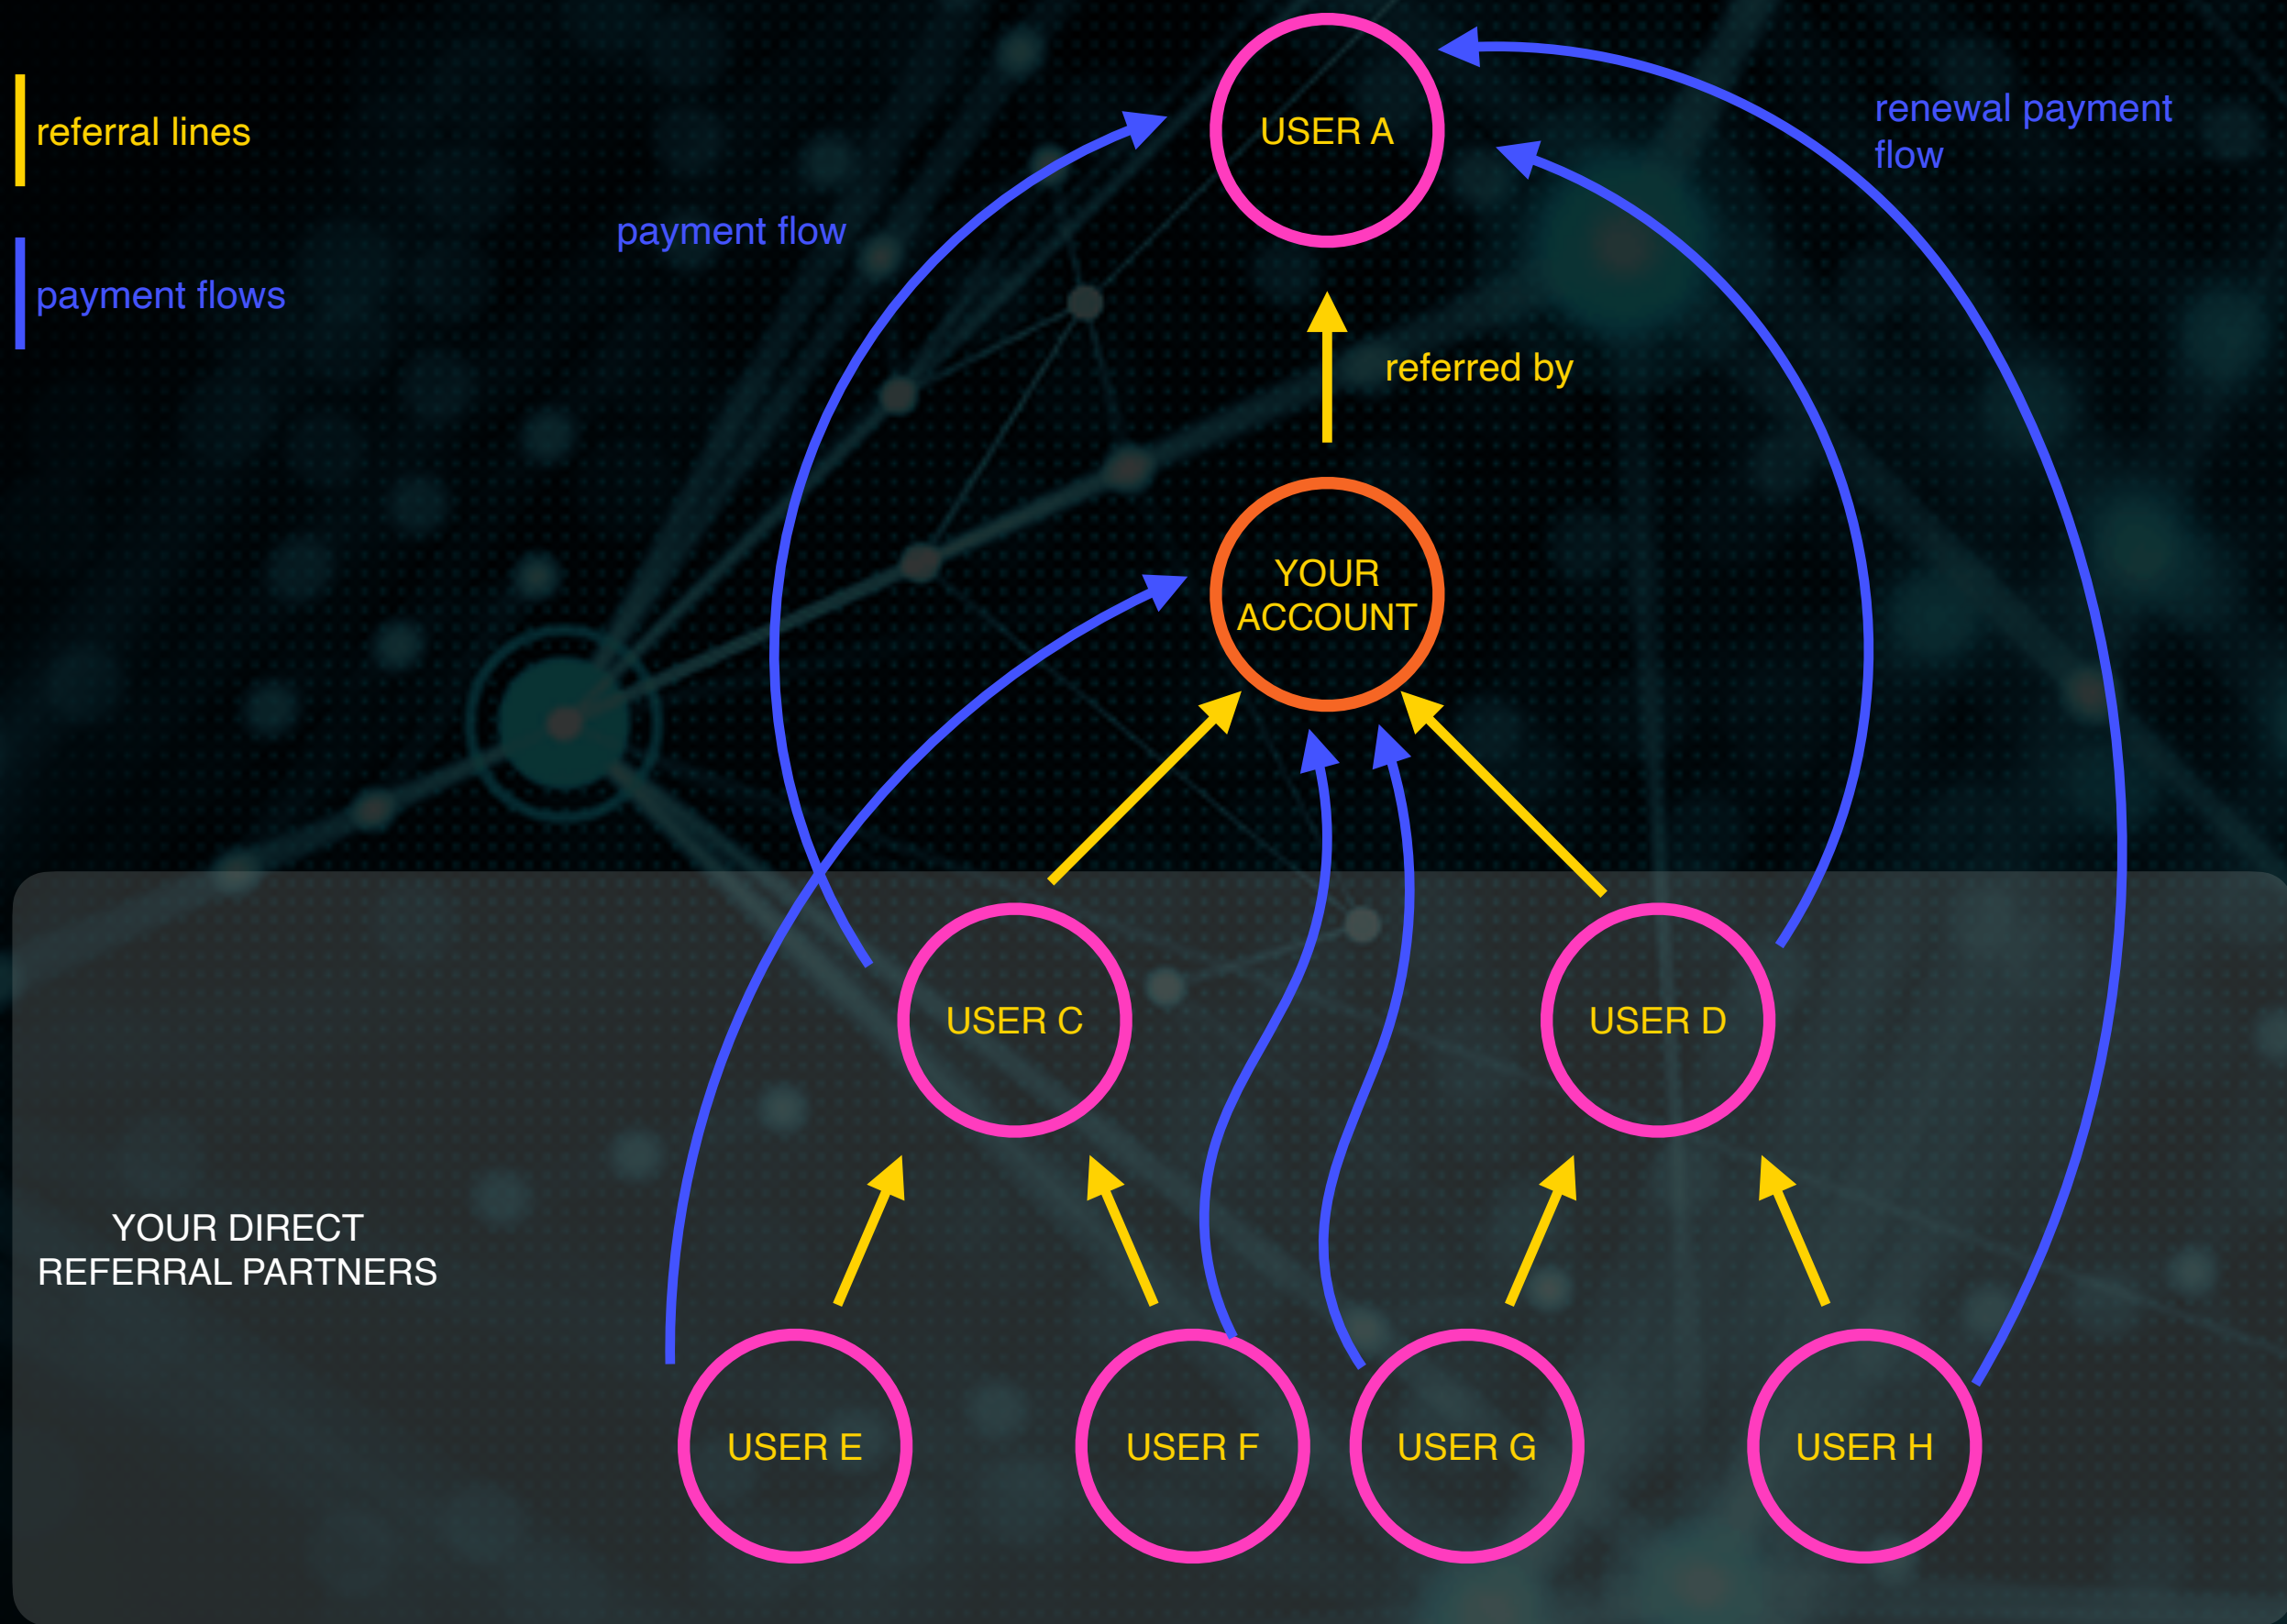 referral lines
payment flows
payment flow
USER A
renewal payment
flow
referred by
YOUR
ACCOUNT
USER C
USER D
YOUR DIRECT
REFERRAL PARTNERS
USER E
USER F
USER G
USER H